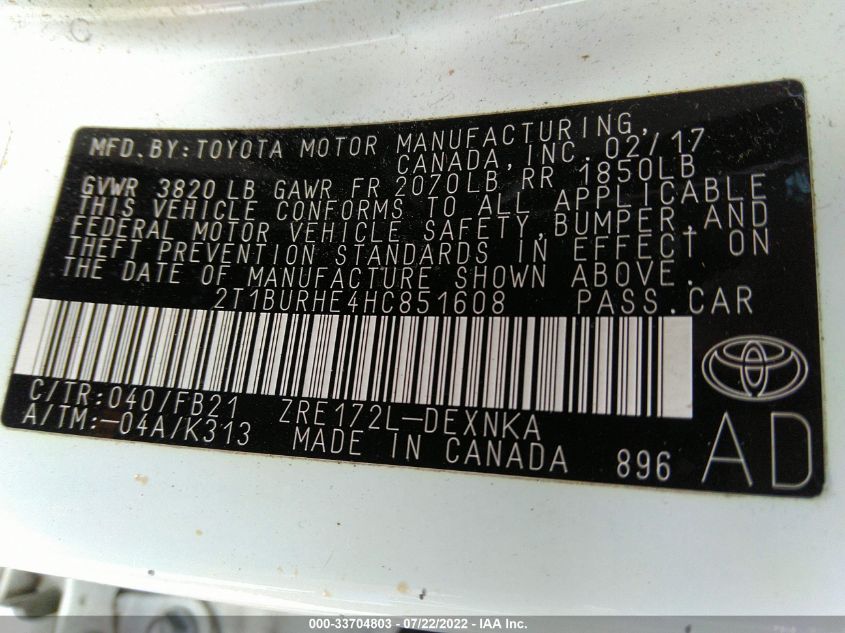 MFD.BY:TOYOTA MOTOR MANUFACTURING,
CANADA,INC. 02/17
GVWR 3820 LB GAWR FR 2070LB RR 1850LB
THIS VEHICLE CONFORMS TO ALL APPLICABLE
FEDERAL MOTOR VEHICLE SAFETY,BUMPER,AND
THEFT PREVENTION STANDARDS IN EFFECT ON
THE DATE OF MANUFACTURE SHOWN ABOVE.
2T1BURHE4HC851608 PASS.CAR
C/TR:040/FB21 ZRE172L-DEXNKA
A/TM:-04A/K313 MADE IN CANADA 896 AD
000-33704803 - 07/22/2022 - IAA Inc.